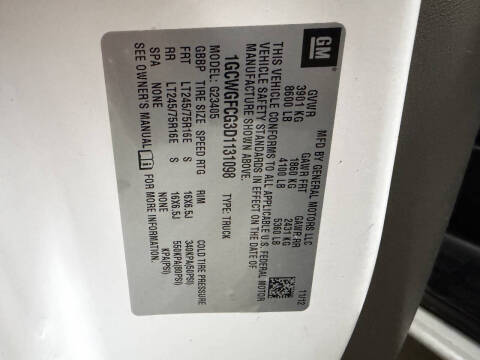 GM
MFD BY GENERAL MOTORS LLC
11/12
GVWR GAWR FRT GAWR RR
3901 KG 1860 KG 2431 KG
8600 LB 4100 LB 5360 LB
THIS VEHICLE CONFORMS TO ALL APPLICABLE U.S. FEDERAL MOTOR
VEHICLE SAFETY STANDARDS IN EFFECT ON THE DATE OF
MANUFACTURE SHOWN ABOVE.
1GCWGFCG3D1131098 TYPE: TRUCK
MODEL: G23405
GBBP TIRE SIZE SPEED RTG RIM COLD TIRE PRESSURE
FRT LT245/75R16E S 16X6.5J 340KPA(50PSI)
RR LT245/75R16E S 16X6.5J 550KPA(80PSI)
SPA NONE NONE KPA(PSI)
SEE OWNER'S MANUAL FOR MORE INFORMATION.